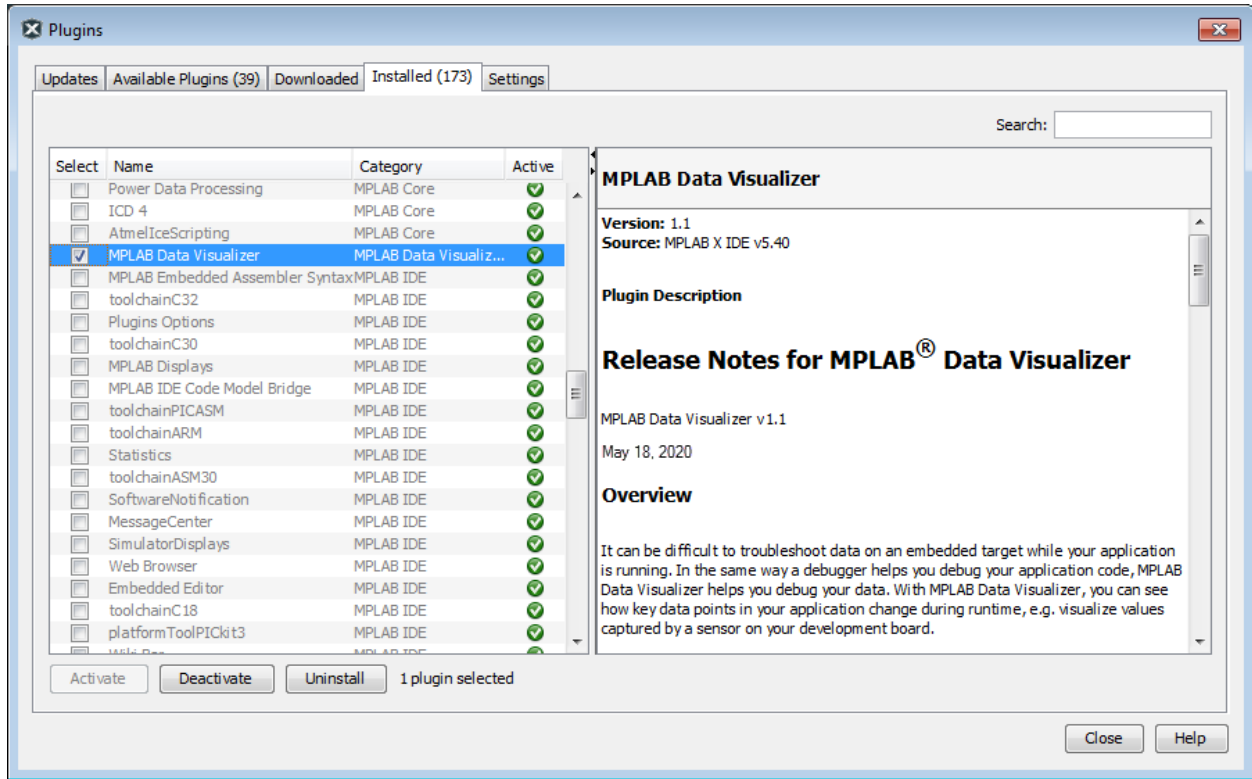 Plugins
Updates Available Plugins (39) Downloaded Installed (173) Settings
Search:
Select Name Category Active
Power Data Processing MPLAB Core
ICD 4 MPLAB Core
AtmelIceScripting MPLAB Core
MPLAB Data Visualizer MPLAB Data Visualiz...
MPLAB Embedded Assembler Syntax MPLAB IDE
toolchainC32 MPLAB IDE
Plugins Options MPLAB IDE
toolchainC30 MPLAB IDE
MPLAB Displays MPLAB IDE
MPLAB IDE Code Model Bridge MPLAB IDE
toolchainPICASM MPLAB IDE
toolchainARM MPLAB IDE
Statistics MPLAB IDE
toolchainASM30 MPLAB IDE
SoftwareNotification MPLAB IDE
MessageCenter MPLAB IDE
SimulatorDisplays MPLAB IDE
Web Browser MPLAB IDE
Embedded Editor MPLAB IDE
toolchainC18 MPLAB IDE
platformToolPICkit3 MPLAB IDE
MPLAB Data Visualizer
Version: 1.1
Source: MPLAB X IDE v5.40
Plugin Description
Release Notes for MPLAB® Data Visualizer
MPLAB Data Visualizer v1.1
May 18, 2020
Overview
It can be difficult to troubleshoot data on an embedded target while your application
is running. In the same way a debugger helps you debug your application code, MPLAB
Data Visualizer helps you debug your data. With MPLAB Data Visualizer, you can see
how key data points in your application change during runtime, e.g. visualize values
captured by a sensor on your development board.
Activate Deactivate Uninstall 1 plugin selected
Close Help